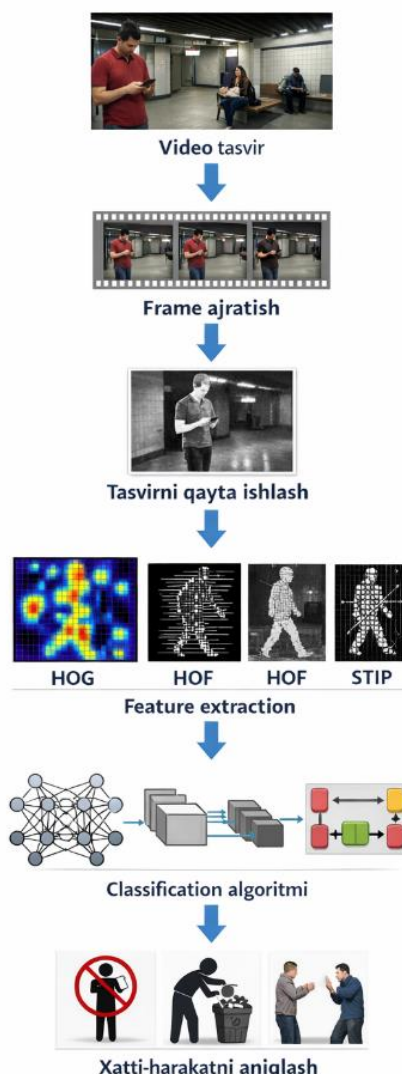 Video tasvir
Frame ajratish
Tasvirni qayta ishlash
HOG HOF HOF STIP
Feature extraction
Classification algoritmi
Xatti-harakatni aniqlash